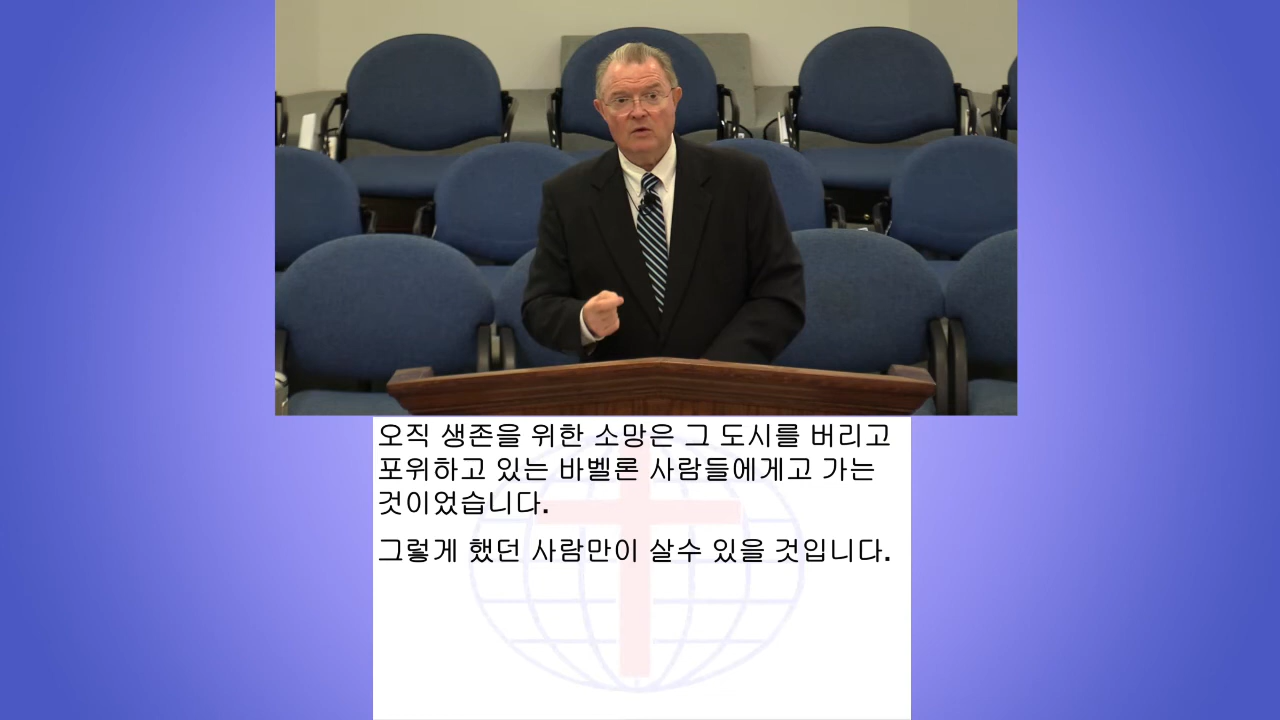 오직 생존을 위한 소망은 그 도시를 버리고
포위하고 있는 바벨론 사람들에게고 가는
것이었습니다.
그렇게 했던 사람만이 살수 있을 것입니다.